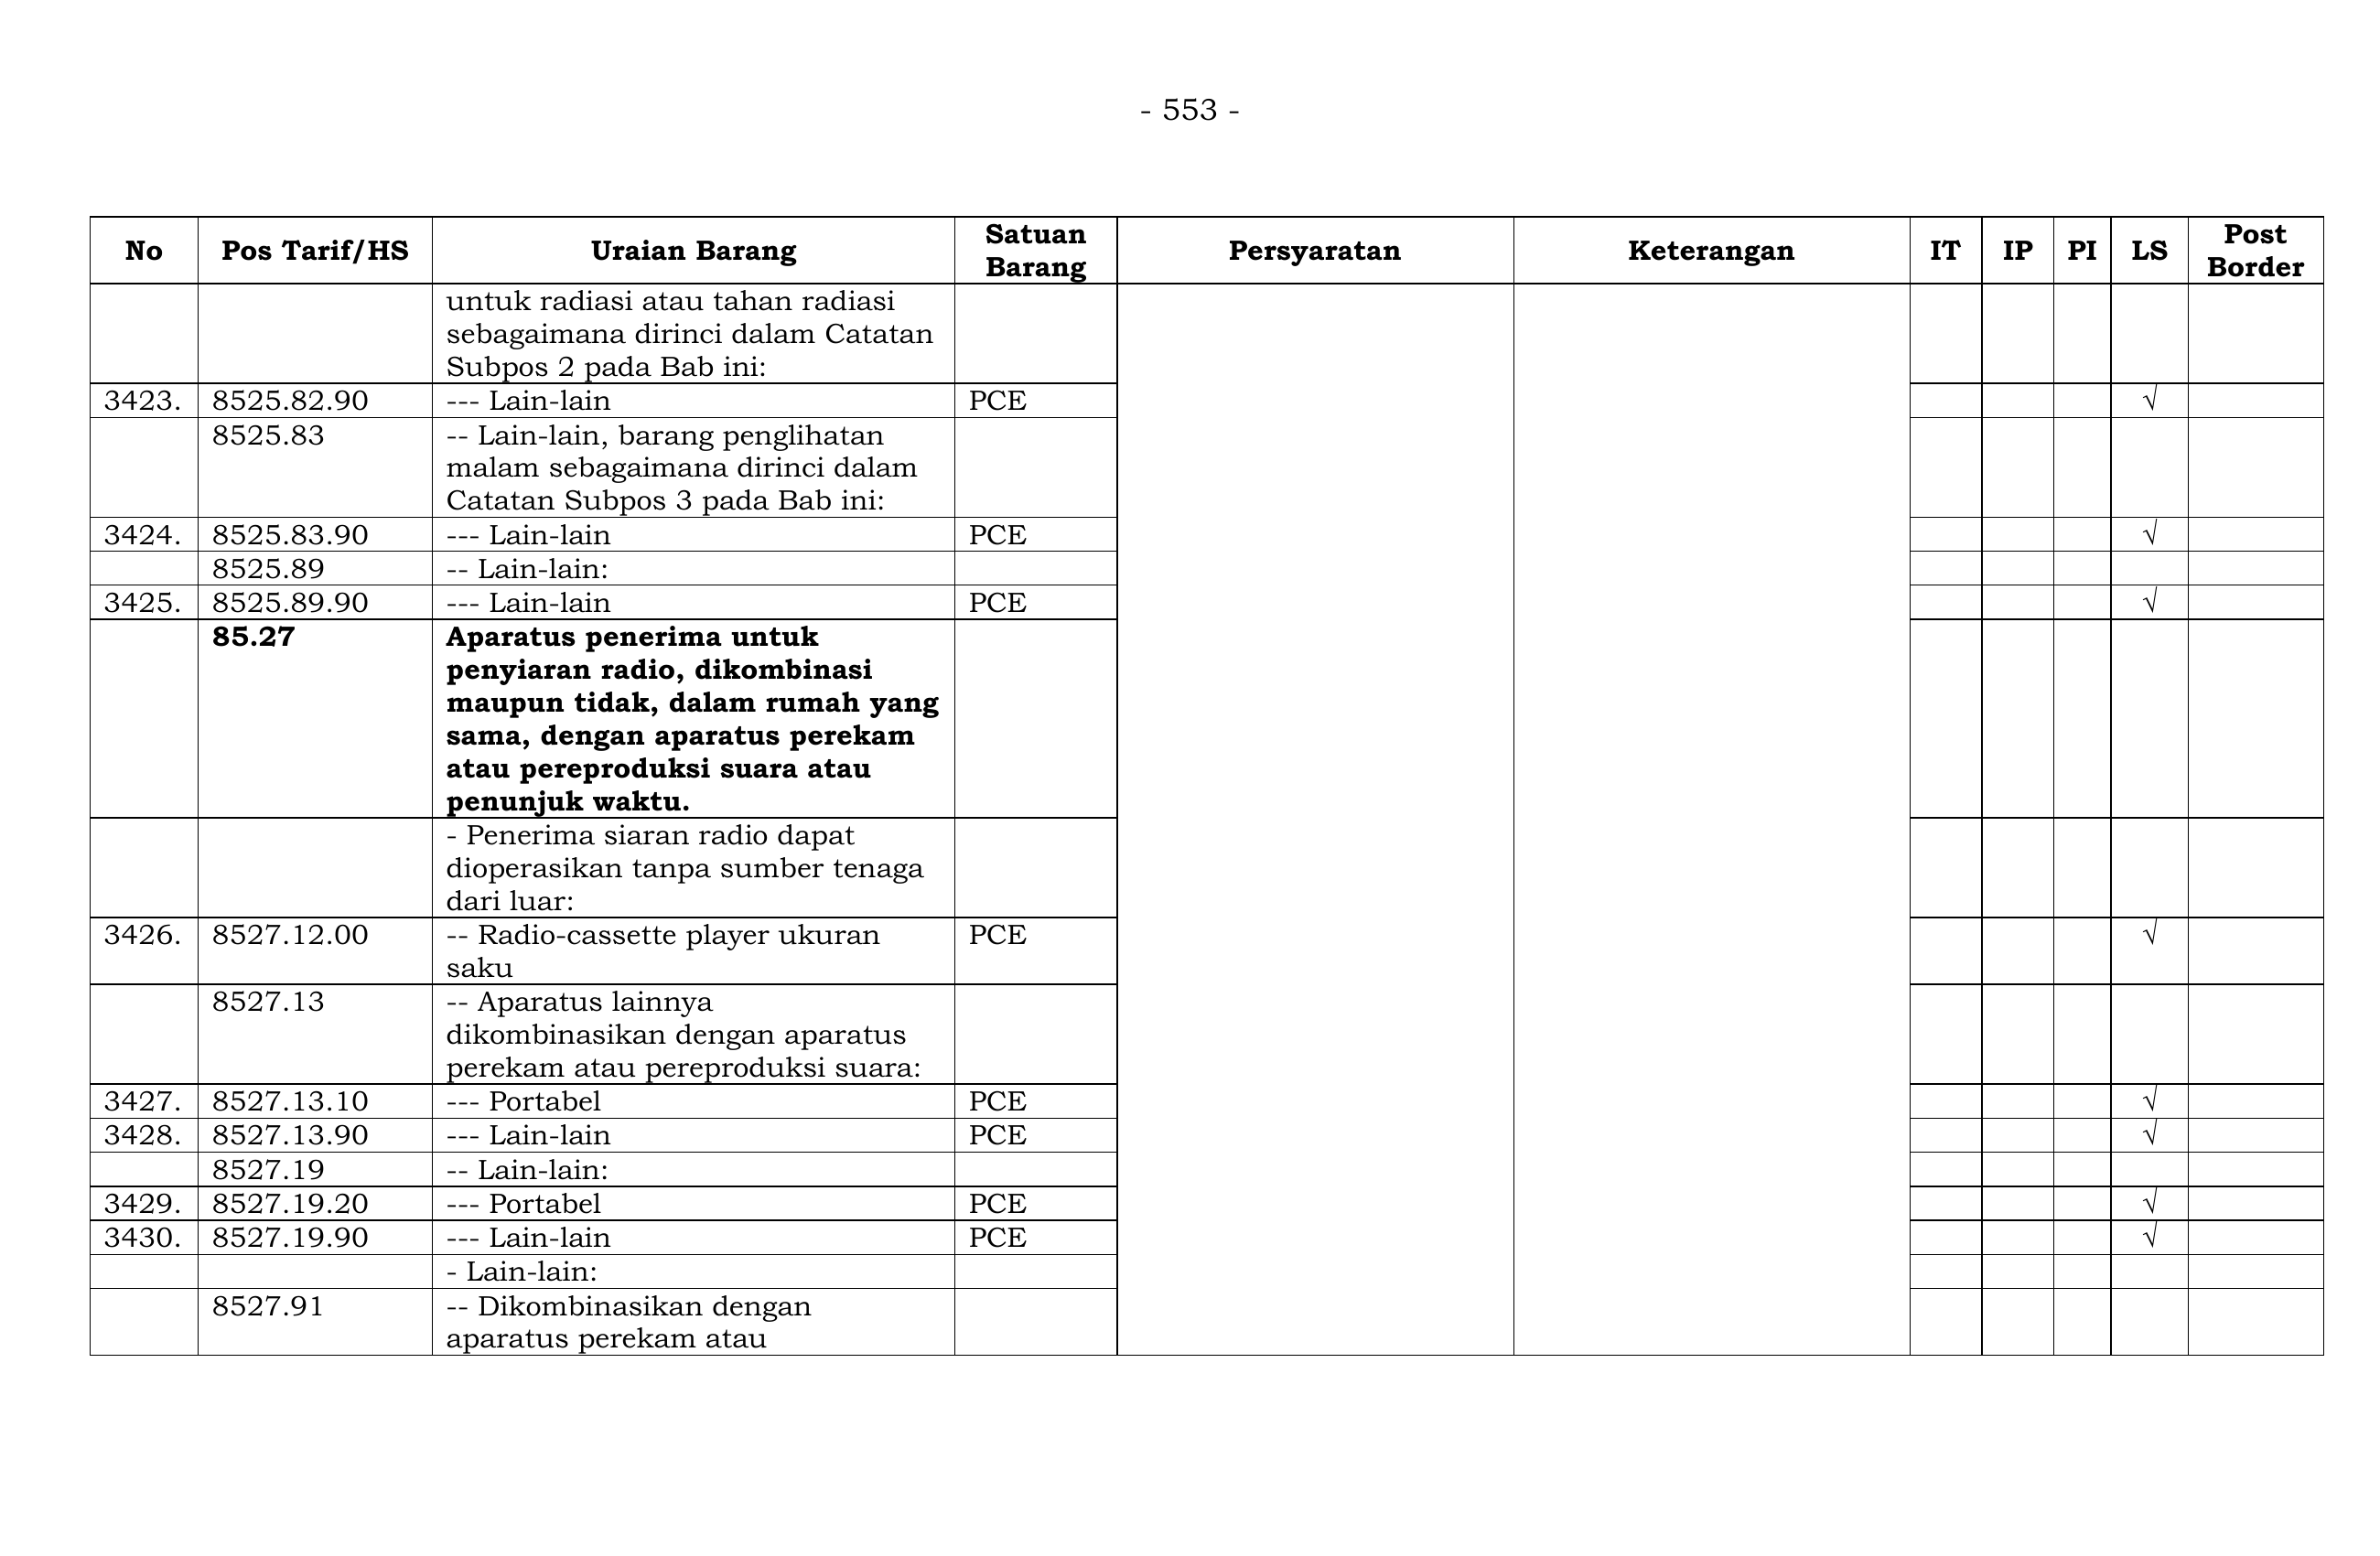 - 553 -
No Pos Tarif/HS Uraian Barang Satuan Barang Persyaratan Keterangan IT IP PI LS Post Border
untuk radiasi atau tahan radiasi
sebagaimana dirinci dalam Catatan
Subpos 2 pada Bab ini:
3423. 8525.82.90 --- Lain-lain PCE √
8525.83 -- Lain-lain, barang penglihatan
malam sebagaimana dirinci dalam
Catatan Subpos 3 pada Bab ini:
3424. 8525.83.90 --- Lain-lain PCE √
8525.89 -- Lain-lain:
3425. 8525.89.90 --- Lain-lain PCE √
85.27 Aparatus penerima untuk
penyiaran radio, dikombinasi
maupun tidak, dalam rumah yang
sama, dengan aparatus perekam
atau pereproduksi suara atau
penunjuk waktu.
- Penerima siaran radio dapat
dioperasikan tanpa sumber tenaga
dari luar:
3426. 8527.12.00 -- Radio-cassette player ukuran PCE √
saku
8527.13 -- Aparatus lainnya
dikombinasikan dengan aparatus
perekam atau pereproduksi suara:
3427. 8527.13.10 --- Portabel PCE √
3428. 8527.13.90 --- Lain-lain PCE √
8527.19 -- Lain-lain:
3429. 8527.19.20 --- Portabel PCE √
3430. 8527.19.90 --- Lain-lain PCE √
- Lain-lain:
8527.91 -- Dikombinasikan dengan
aparatus perekam atau